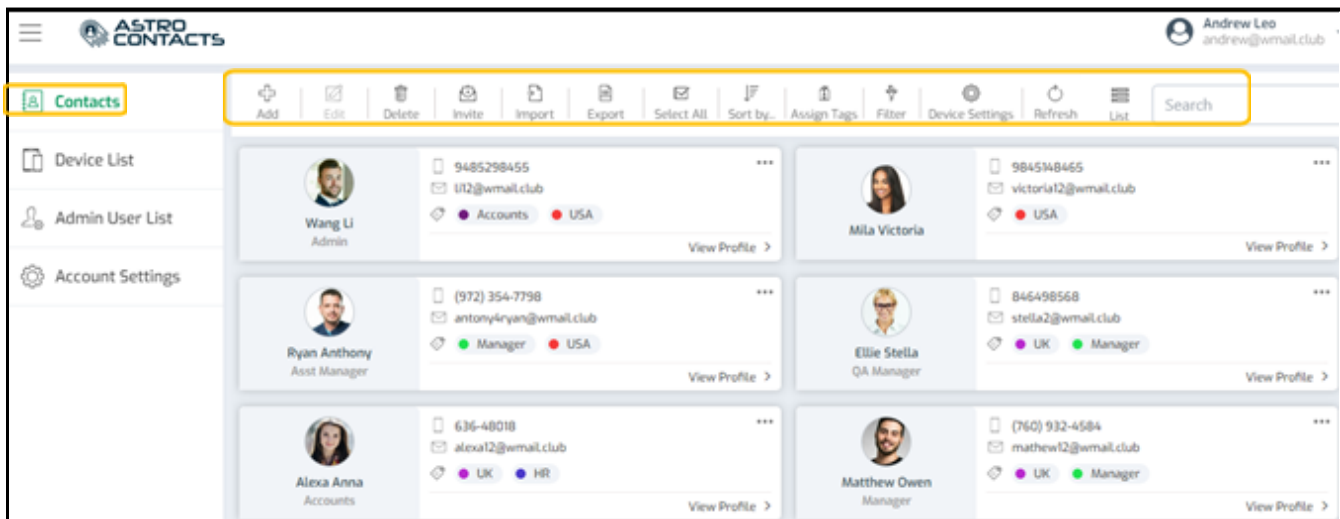 ASTRO
CONTACTS
Andrew Leo
andrew@wmail.club
Contacts
Device List
Admin User List
Account Settings
Add
Edit
Delete
Invite
Import
Export
Select All
Sort by...
Assign Tags
Filter
Device Settings
Refresh
List
Search
Wang Li
Admin
9485298455
li12@wmail.club
Accounts USA
View Profile >
Mila Victoria
9845148465
victoria12@wmail.club
USA
View Profile >
Ryan Anthony
Asst Manager
(972) 354-7798
antony4ryan@wmail.club
Manager USA
View Profile >
Ellie Stella
QA Manager
846498568
stella2@wmail.club
UK Manager
View Profile >
Alexa Anna
Accounts
636-48018
alexa12@wmail.club
UK HR
View Profile >
Matthew Owen
Manager
(760) 932-4584
mathew12@wmail.club
UK Manager
View Profile >